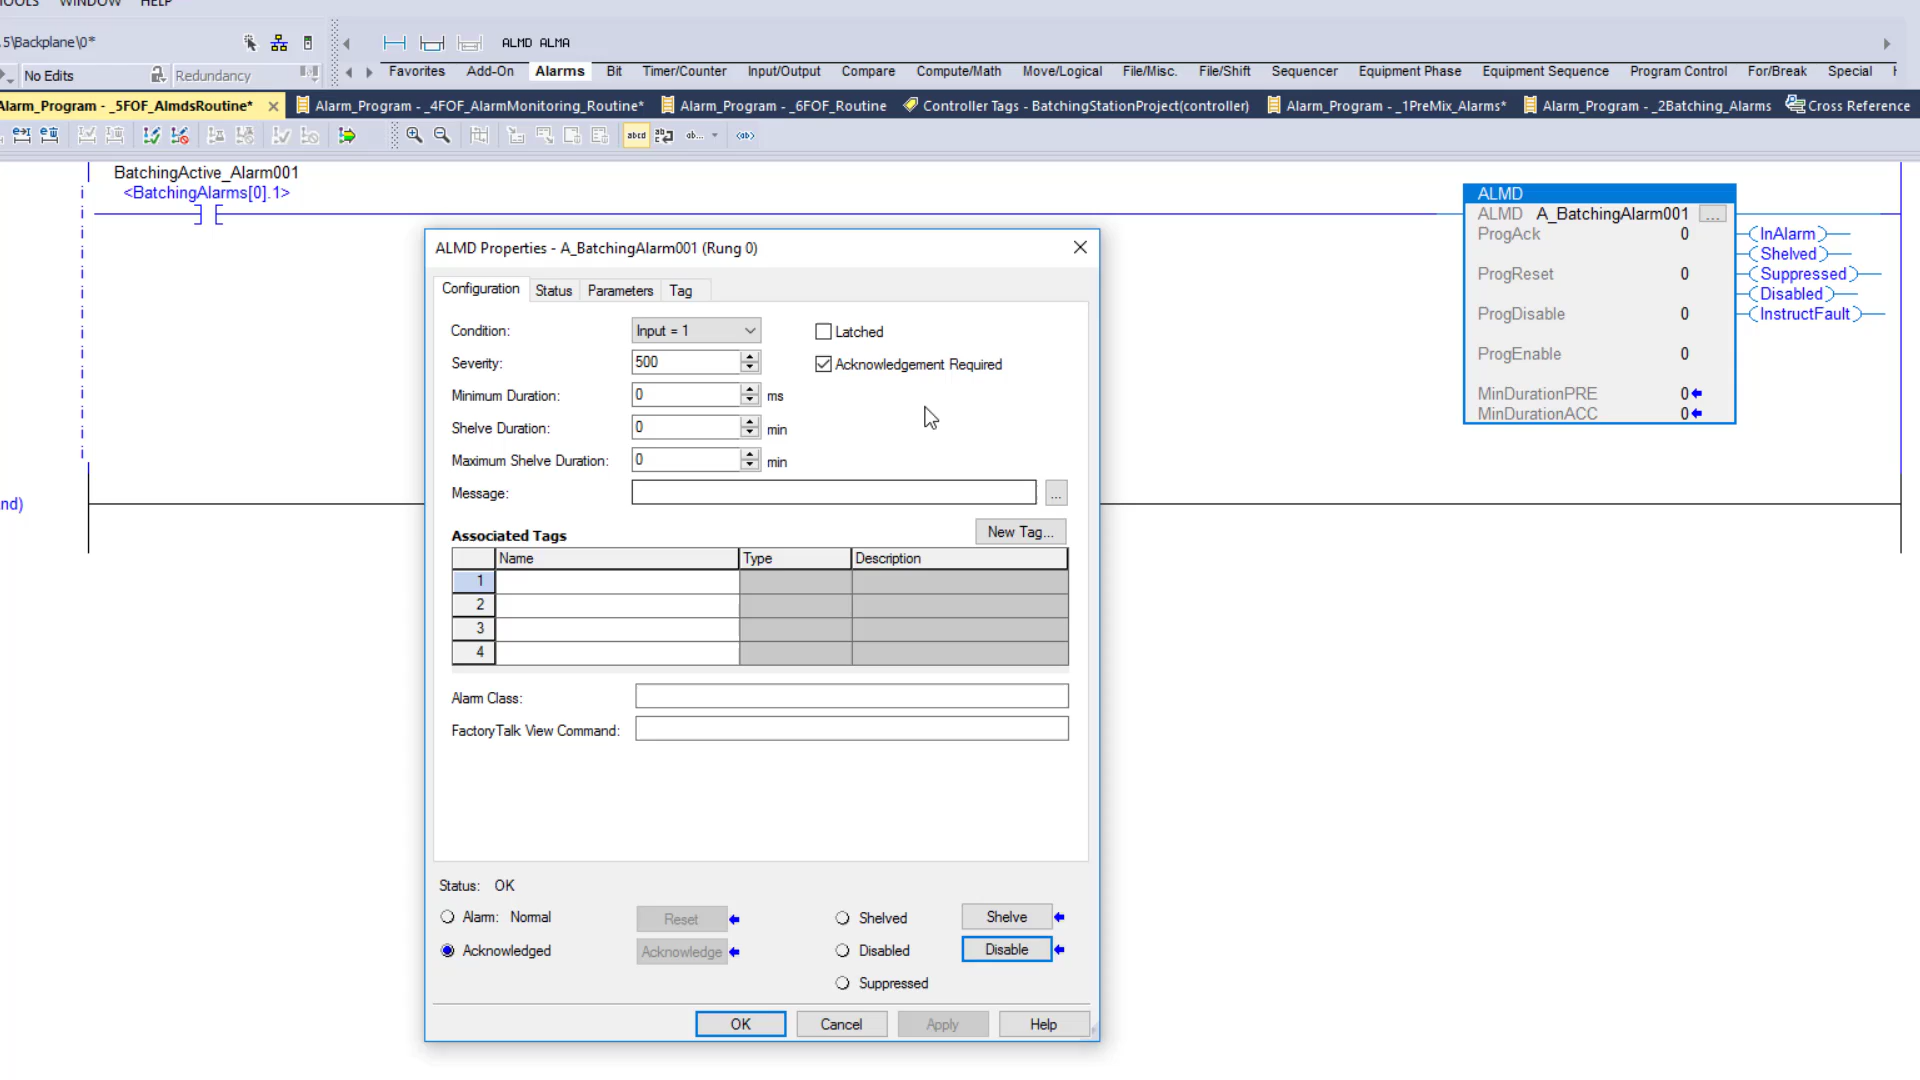 TOOLS WINDOW HELP
5\Backplane\0*
ALMD ALMA
No Edits
Redundancy
Favorites Add-On Alarms Bit Timer/Counter Input/Output Compare Compute/Math Move/Logical File/Misc. File/Shift Sequencer Equipment Phase Equipment Sequence Program Control For/Break Special
Alarm_Program - _5FOF_AlmdsRoutine* Alarm_Program - _4FOF_AlarmMonitoring_Routine* Alarm_Program - _6FOF_Routine Controller Tags - BatchingStationProject(controller) Alarm_Program - _1PreMix_Alarms* Alarm_Program - _2Batching_Alarms Cross Reference
abcd ab... <ab>
BatchingActive_Alarm001
<BatchingAlarms[0].1>
ALMD
ALMD A_BatchingAlarm001 ...
ProgAck 0
ProgReset 0
ProgDisable 0
ProgEnable 0
MinDurationPRE 0
MinDurationACC 0
InAlarm
Shelved
Suppressed
Disabled
InstructFault
nd)
ALMD Properties - A_BatchingAlarm001 (Rung 0)
Configuration Status Parameters Tag
Condition: Input = 1 Latched
Severity: 500 Acknowledgement Required
Minimum Duration: 0 ms
Shelve Duration: 0 min
Maximum Shelve Duration: 0 min
Message: ...
Associated Tags New Tag...
Name Type Description
1
2
3
4
Alarm Class:
FactoryTalk View Command:
Status: OK
Alarm: Normal Reset Shelved Shelve
Acknowledged Acknowledge Disabled Disable
Suppressed
OK Cancel Apply Help